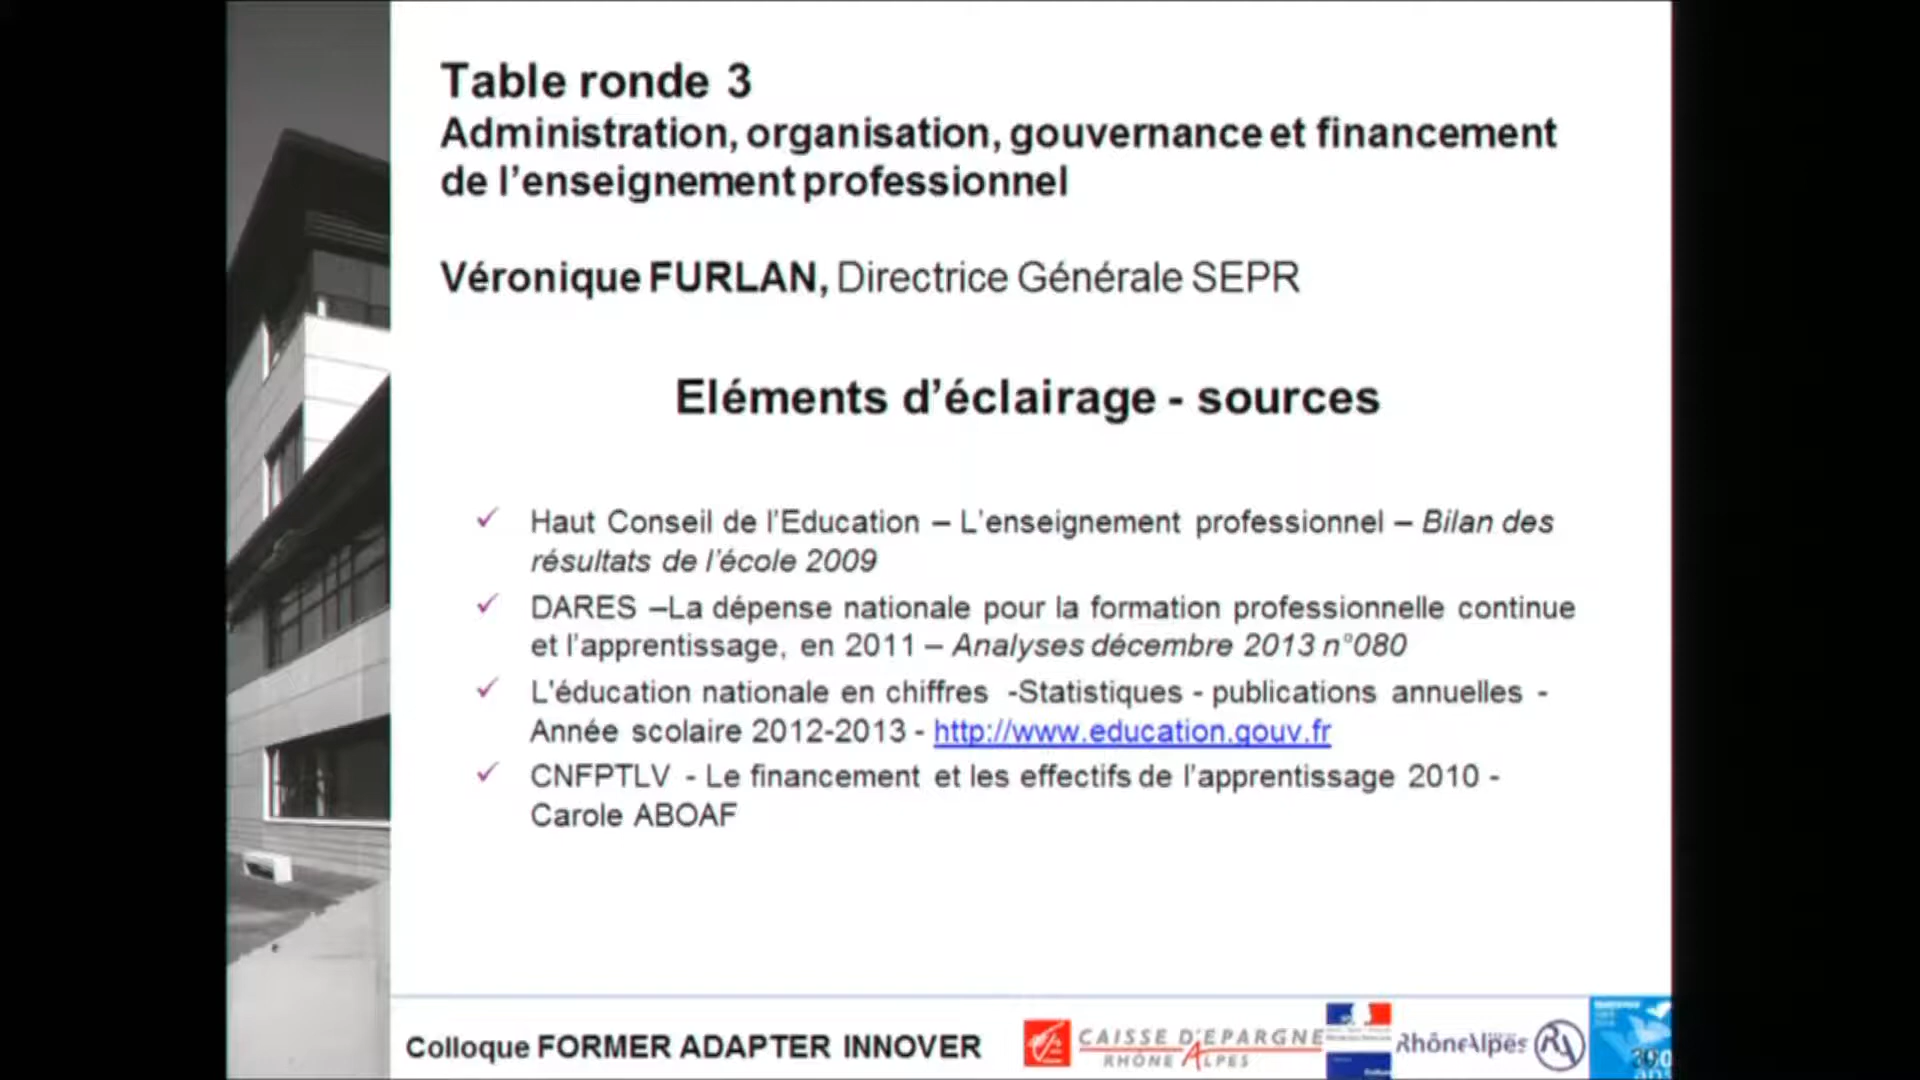 Table ronde 3
Administration, organisation, gouvernance et financement
de l'enseignement professionnel
Véronique FURLAN, Directrice Générale SEPR
Eléments d'éclairage - sources
Haut Conseil de l'Education – L'enseignement professionnel – Bilan des
résultats de l'école 2009
DARES –La dépense nationale pour la formation professionnelle continue
et l'apprentissage, en 2011 – Analyses décembre 2013 n°080
L'éducation nationale en chiffres -Statistiques - publications annuelles -
Année scolaire 2012-2013 - http://www.education.gouv.fr
CNFPTLV - Le financement et les effectifs de l'apprentissage 2010 -
Carole ABOAF
Colloque FORMER ADAPTER INNOVER
CAISSE D'EPARGNE
RHÔNE ALPES
RhôneAlpes